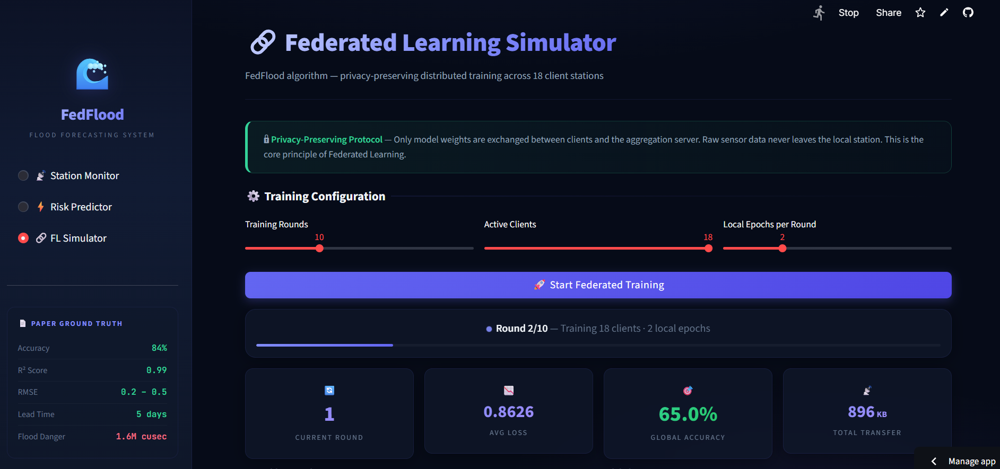 Stop
Share
Federated Learning Simulator
FedFlood algorithm — privacy-preserving distributed training across 18 client stations
FedFlood
FLOOD FORECASTING SYSTEM
Station Monitor
Risk Predictor
FL Simulator
PAPER GROUND TRUTH
Accuracy 84%
R² Score 0.99
RMSE 0.2 – 0.5
Lead Time 5 days
Flood Danger 1.6M cusec
Privacy-Preserving Protocol — Only model weights are exchanged between clients and the aggregation server. Raw sensor data never leaves the local station. This is the
core principle of Federated Learning.
Training Configuration
Training Rounds
10
Active Clients
18
Local Epochs per Round
2
Start Federated Training
Round 2/10 — Training 18 clients · 2 local epochs
1
CURRENT ROUND
0.8626
AVG LOSS
65.0%
GLOBAL ACCURACY
896 KB
TOTAL TRANSFER
Manage app